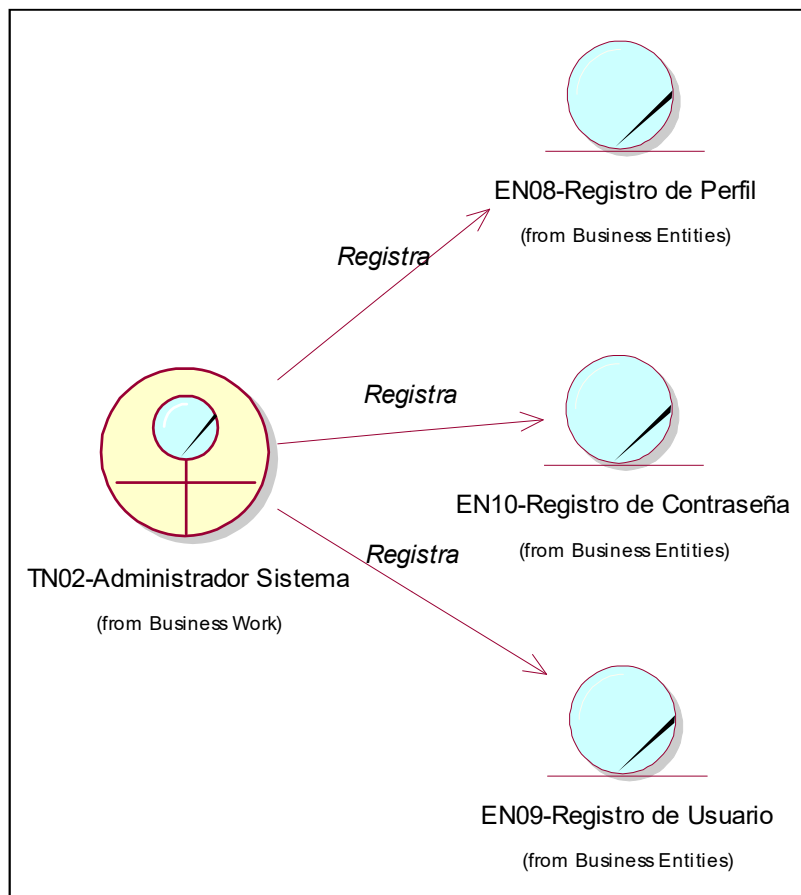 EN08-Registro de Perfil
(from Business Entities)
Registra
Registra
EN10-Registro de Contraseña
(from Business Entities)
Registra
TN02-Administrador Sistema
(from Business Work)
EN09-Registro de Usuario
(from Business Entities)